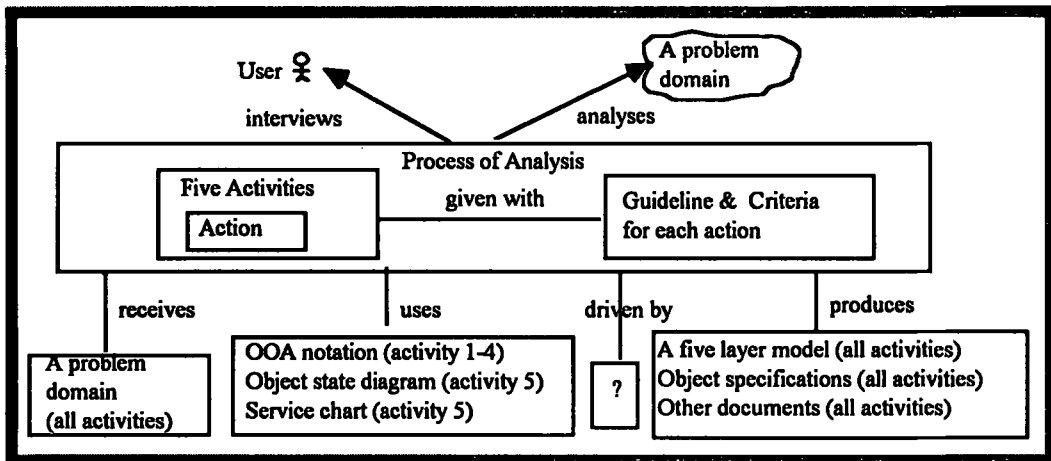 User
A problem
domain
interviews
analyses
Process of Analysis
Five Activities
Action
given with
Guideline & Criteria
for each action
receives
uses
driven by
produces
A problem
domain
(all activities)
OOA notation (activity 1-4)
Object state diagram (activity 5)
Service chart (activity 5)
?
A five layer model (all activities)
Object specifications (all activities)
Other documents (all activities)